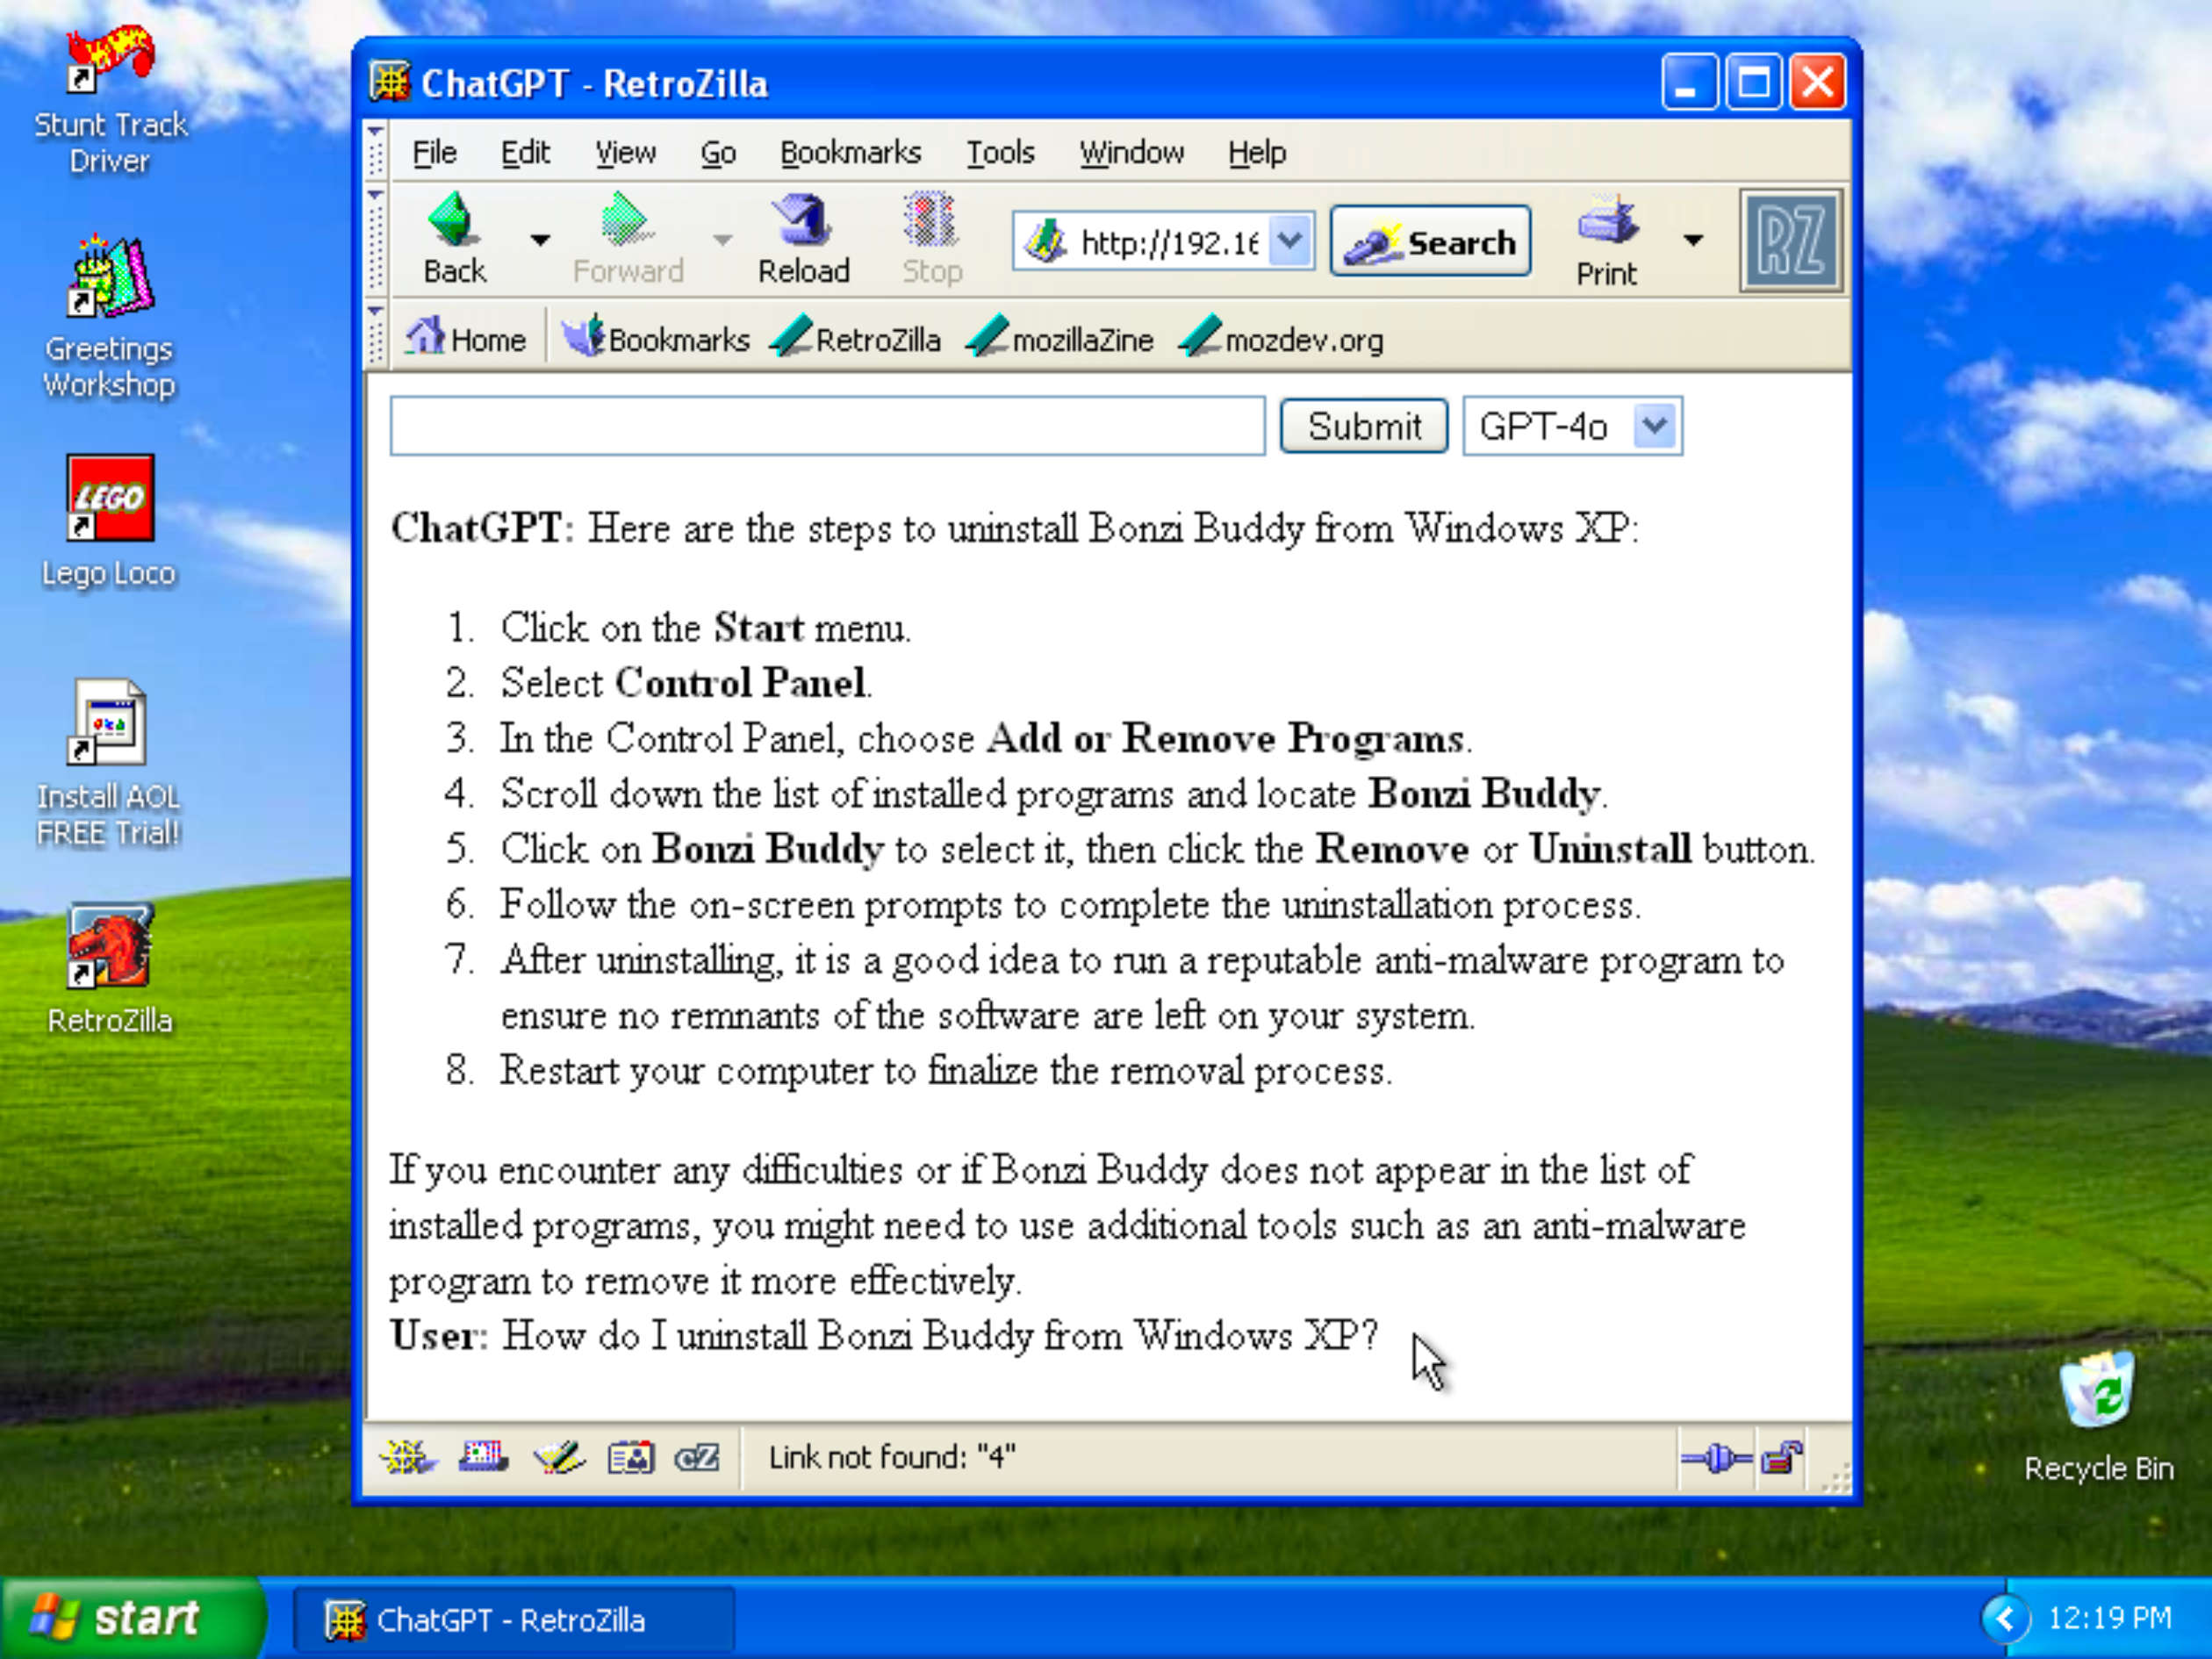 Stunt Track
Driver
Greetings
Workshop
LEGO
Lego Loco
Install AOL
FREE Trial!
RetroZilla
ChatGPT - RetroZilla
File Edit View Go Bookmarks Tools Window Help
Back Forward Reload Stop http://192.16 Search Print RZ
Home Bookmarks RetroZilla mozillaZine mozdev.org
Submit GPT-4o
ChatGPT: Here are the steps to uninstall Bonzi Buddy from Windows XP:
1. Click on the Start menu.
2. Select Control Panel.
3. In the Control Panel, choose Add or Remove Programs.
4. Scroll down the list of installed programs and locate Bonzi Buddy.
5. Click on Bonzi Buddy to select it, then click the Remove or Uninstall button.
6. Follow the on-screen prompts to complete the uninstallation process.
7. After uninstalling, it is a good idea to run a reputable anti-malware program to
ensure no remnants of the software are left on your system.
8. Restart your computer to finalize the removal process.
If you encounter any difficulties or if Bonzi Buddy does not appear in the list of
installed programs, you might need to use additional tools such as an anti-malware
program to remove it more effectively.
User: How do I uninstall Bonzi Buddy from Windows XP?
cZ Link not found: "4"
Recycle Bin
start ChatGPT - RetroZilla 12:19 PM